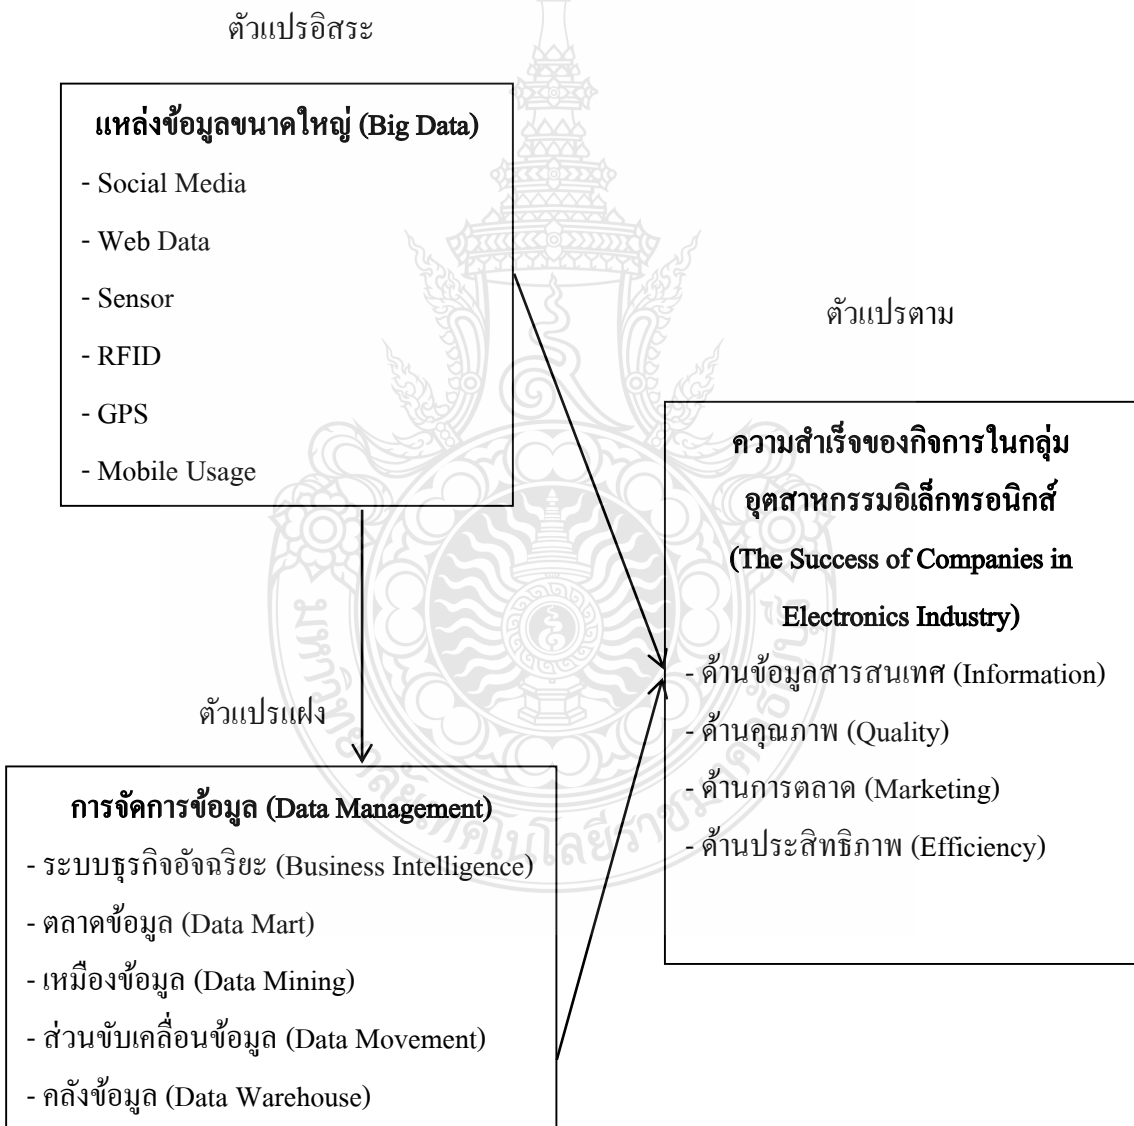 ตัวแปรอิสระ
แหล่งข้อมูลขนาดใหญ่ (Big Data)
- Social Media
- Web Data
- Sensor
- RFID
- GPS
- Mobile Usage
ตัวแปรตาม
ความสำเร็จของกิจการในกลุ่ม
อุตสาหกรรมอิเล็กทรอนิกส์
(The Success of Companies in
Electronics Industry)
- ด้านข้อมูลสารสนเทศ (Information)
- ด้านคุณภาพ (Quality)
- ด้านการตลาด (Marketing)
- ด้านประสิทธิภาพ (Efficiency)
ตัวแปรแฝง
การจัดการข้อมูล (Data Management)
- ระบบธุรกิจอัจฉริยะ (Business Intelligence)
- ตลาดข้อมูล (Data Mart)
- เหมืองข้อมูล (Data Mining)
- ส่วนขับเคลื่อนข้อมูล (Data Movement)
- คลังข้อมูล (Data Warehouse)